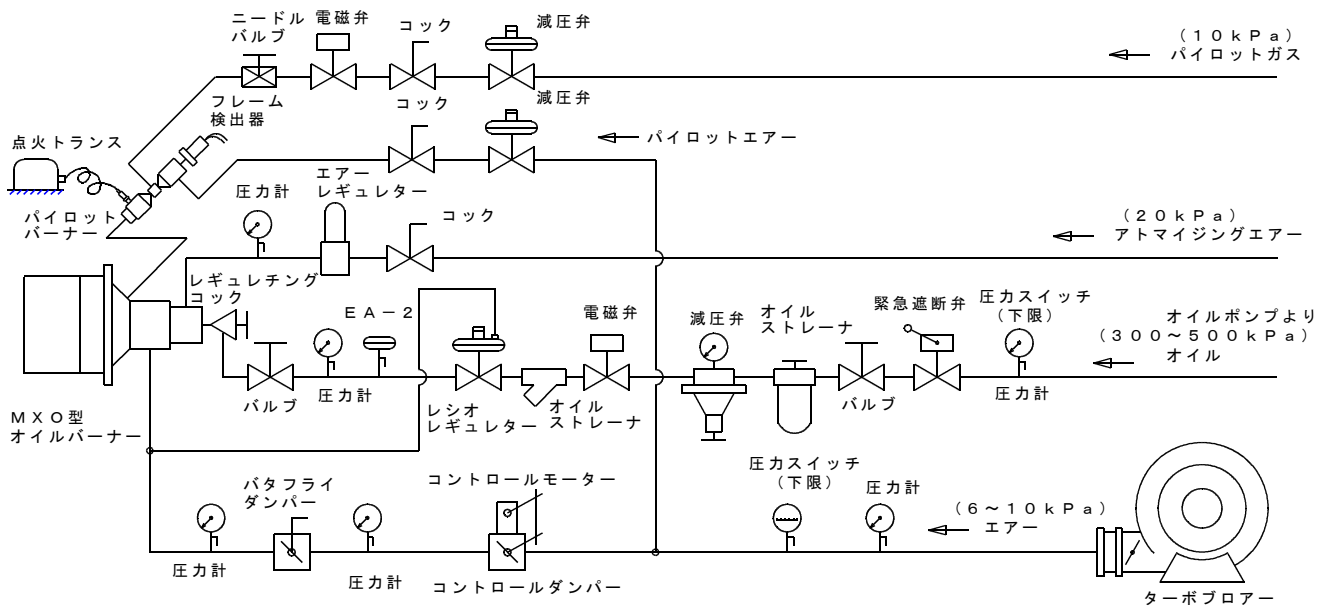 ニードル
バルブ
電磁弁
コック
減圧弁
(10kPa)
パイロットガス
フレーム
検出器
コック
減圧弁
点火トランス
パイロットエアー
圧力計
エアー
レギュレター
コック
(20kPa)
アトマイジングエアー
パイロット
バーナー
レギュレチング
コック
EA-2
電磁弁
減圧弁
オイル
ストレーナ
緊急遮断弁
圧力スイッチ
(下限)
オイルポンプより
(300~500kPa)
オイル
バルブ
圧力計
レシオ
レギュレター
オイル
ストレーナ
バルブ
圧力計
MXO型
オイルバーナー
バタフライ
ダンパー
コントロールモーター
圧力スイッチ
(下限)
圧力計
(6~10kPa)
エアー
圧力計
圧力計
コントロールダンパー
ターボブロアー